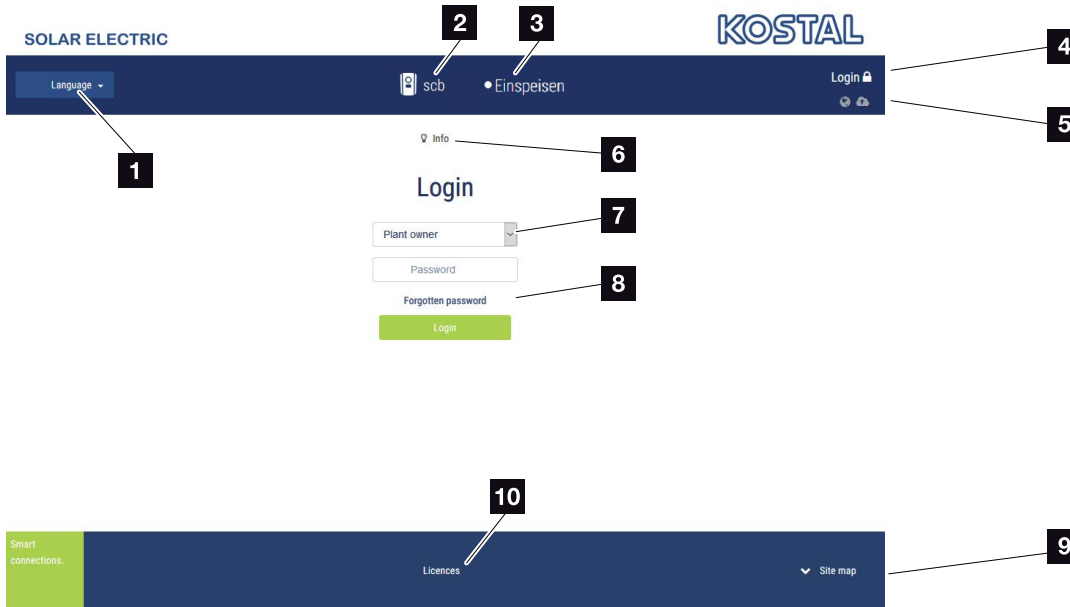 2
3
SOLAR ELECTRIC
KOSTAL
4
Language
scb
Einspeisen
Login
5
1
Info
6
Login
Plant owner
7
Password
Forgotten password
8
Login
10
Smart
connections.
Licences
Site map
9